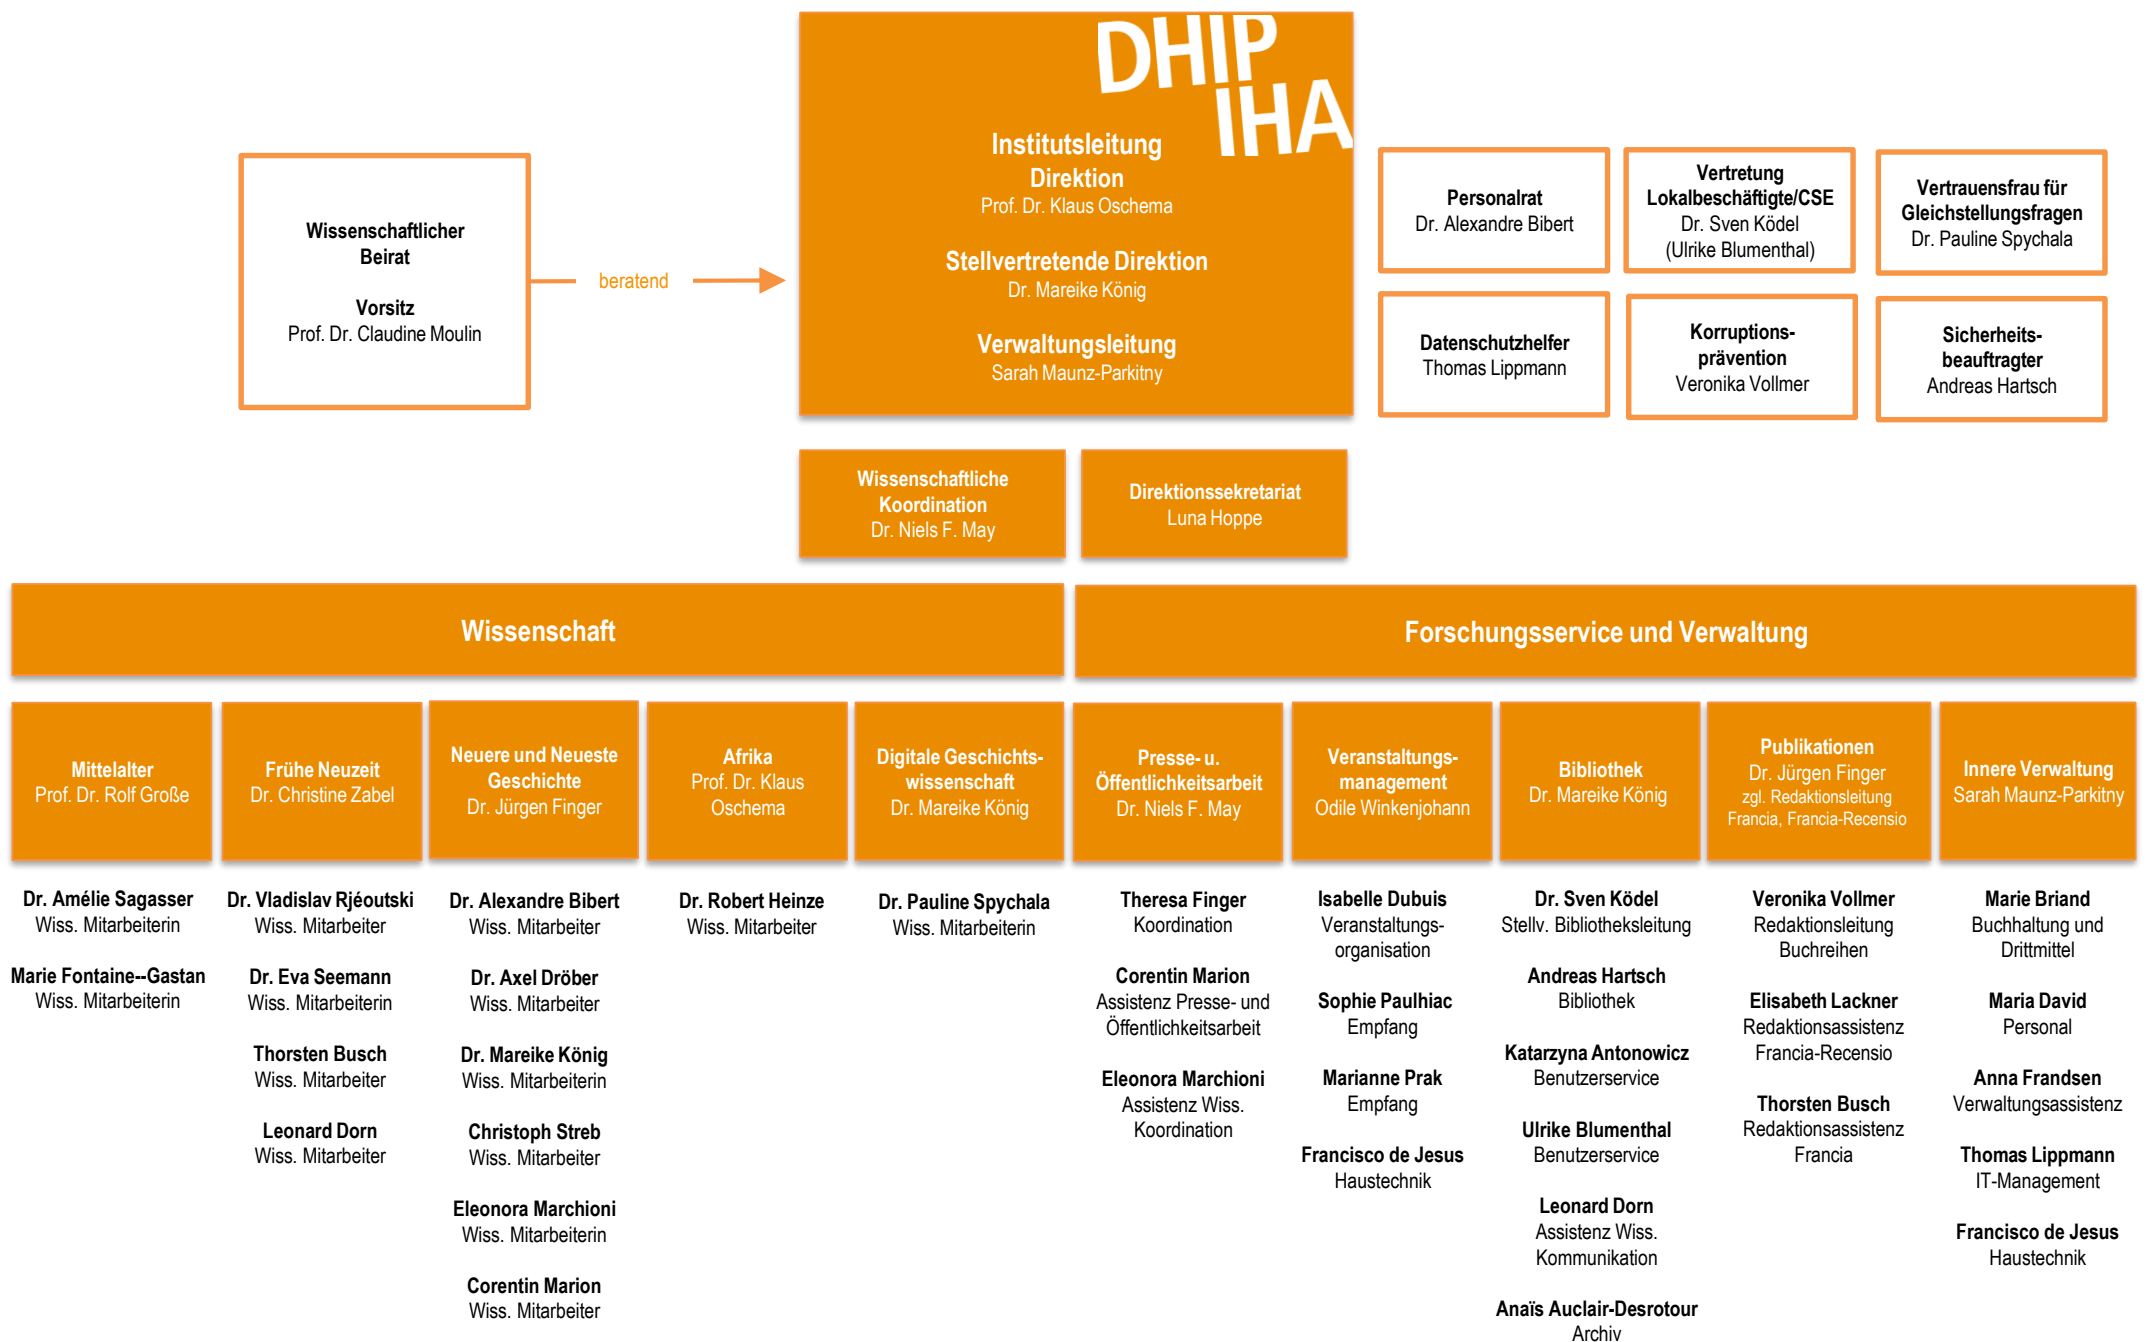 DHIP
IHA
Institutsleitung
Direktion
Prof. Dr. Klaus Oschema
Stellvertretende Direktion
Dr. Mareike König
Verwaltungsleitung
Sarah Maunz-Parkitny
Wissenschaftlicher
Beirat
Vorsitz
Prof. Dr. Claudine Moulin
beratend
Personalrat
Dr. Alexandre Bibert
Vertretung
Lokalbeschäftigte/CSE
Dr. Sven Ködel
(Ulrike Blumenthal)
Vertrauensfrau für
Gleichstellungsfragen
Dr. Pauline Spychala
Datenschutzhelfer
Thomas Lippmann
Korruptions-
prävention
Veronika Vollmer
Sicherheits-
beauftragter
Andreas Hartsch
Wissenschaftliche
Koordination
Dr. Niels F. May
Direktionssekretariat
Luna Hoppe
Wissenschaft
Forschungsservice und Verwaltung
Mittelalter
Prof. Dr. Rolf Große
Dr. Amélie Sagasser
Wiss. Mitarbeiterin
Marie Fontaine--Gastan
Wiss. Mitarbeiterin
Frühe Neuzeit
Dr. Christine Zabel
Dr. Vladislav Rjéoutski
Wiss. Mitarbeiter
Dr. Eva Seemann
Wiss. Mitarbeiterin
Thorsten Busch
Wiss. Mitarbeiter
Leonard Dorn
Wiss. Mitarbeiter
Neuere und Neueste
Geschichte
Dr. Jürgen Finger
Dr. Alexandre Bibert
Wiss. Mitarbeiter
Dr. Axel Dröber
Wiss. Mitarbeiter
Dr. Mareike König
Wiss. Mitarbeiterin
Christoph Streb
Wiss. Mitarbeiter
Eleonora Marchioni
Wiss. Mitarbeiterin
Corentin Marion
Wiss. Mitarbeiter
Afrika
Prof. Dr. Klaus
Oschema
Dr. Robert Heinze
Wiss. Mitarbeiter
Digitale Geschichts-
wissenschaft
Dr. Mareike König
Dr. Pauline Spychala
Wiss. Mitarbeiterin
Presse- u.
Öffentlichkeitsarbeit
Dr. Niels F. May
Theresa Finger
Koordination
Corentin Marion
Assistenz Presse- und
Öffentlichkeitsarbeit
Eleonora Marchioni
Assistenz Wiss.
Koordination
Veranstaltungs-
management
Odile Winkenjohann
Isabelle Dubuis
Veranstaltungs-
organisation
Sophie Paulhiac
Empfang
Marianne Prak
Empfang
Francisco de Jesus
Haustechnik
Bibliothek
Dr. Mareike König
Dr. Sven Ködel
Stellv. Bibliotheksleitung
Andreas Hartsch
Bibliothek
Katarzyna Antonowicz
Benutzerservice
Ulrike Blumenthal
Benutzerservice
Leonard Dorn
Assistenz Wiss.
Kommunikation
Anaïs Auclair-Desrotour
Archiv
Publikationen
Dr. Jürgen Finger
zgl. Redaktionsleitung
Francia, Francia-Recensio
Veronika Vollmer
Redaktionsleitung
Buchreihen
Elisabeth Lackner
Redaktionsassistenz
Francia-Recensio
Thorsten Busch
Redaktionsassistenz
Francia
Innere Verwaltung
Sarah Maunz-Parkitny
Marie Briand
Buchhaltung und
Drittmittel
Maria David
Personal
Anna Frandsen
Verwaltungsassistenz
Thomas Lippmann
IT-Management
Francisco de Jesus
Haustechnik